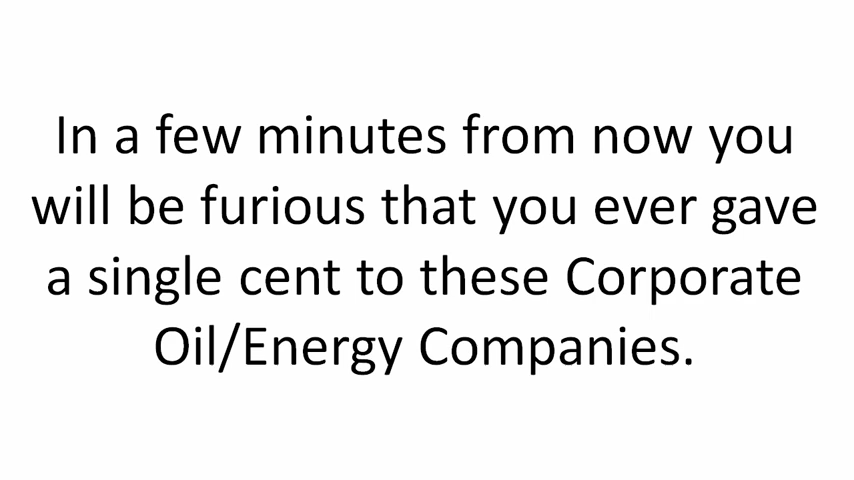 In a few minutes from now you
will be furious that you ever gave
a single cent to these Corporate
Oil/Energy Companies.